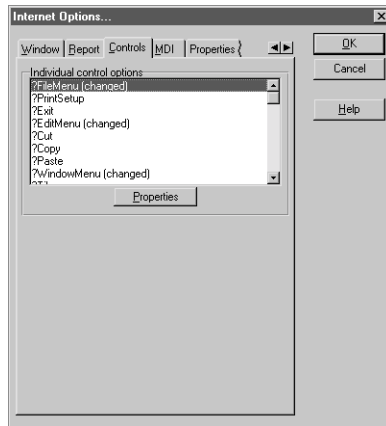 Internet Options...
Window Report Controls MDI Properties
OK
Cancel
Help
Individual control options
?FileMenu (changed)
?PrintSetup
?Exit
?EditMenu (changed)
?Cut
?Copy
?Paste
?WindowMenu (changed)
Properties